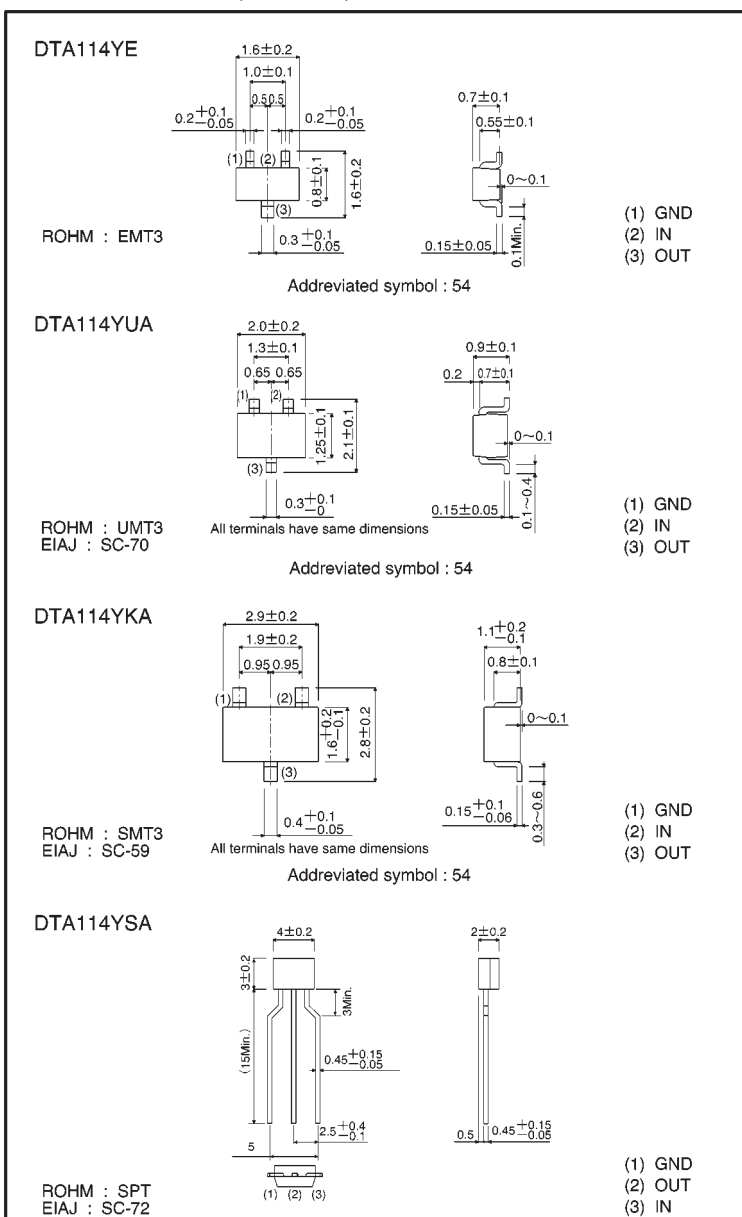 DTA114YE
1.6±0.2
1.0±0.1
0.5 0.5
0.2 +0.1 −0.05
0.2 +0.1 −0.05
(1) (2)
(3)
0.8±0.1
1.6±0.2
0.3 +0.1 −0.05
0.7±0.1
0.55±0.1
0~0.1
0.15±0.05
0.1Min.
ROHM : EMT3
(1) GND
(2) IN
(3) OUT
Addreviated symbol : 54
DTA114YUA
2.0±0.2
1.3±0.1
0.65 0.65
(1) (2)
(3)
1.25±0.1
2.1±0.1
0.3 +0.1 −0
0.9±0.1
0.2 0.7±0.1
0~0.1
0.15±0.05
0.1~0.4
ROHM : UMT3
EIAJ : SC-70
All terminals have same dimensions
(1) GND
(2) IN
(3) OUT
Addreviated symbol : 54
DTA114YKA
2.9±0.2
1.9±0.2
0.95 0.95
(1) (2)
(3)
1.6 +0.2 −0.1
2.8±0.2
0.4 +0.1 −0.05
1.1 +0.2 −0.1
0.8±0.1
0~0.1
0.15 +0.1 −0.06
0.3~0.6
ROHM : SMT3
EIAJ : SC-59
All terminals have same dimensions
(1) GND
(2) IN
(3) OUT
Addreviated symbol : 54
DTA114YSA
4±0.2
3±0.2
(15Min.)
3Min.
0.45 +0.15 −0.05
2.5 +0.4 −0.1
5
(1) (2) (3)
2±0.2
0.5 0.45 +0.15 −0.05
ROHM : SPT
EIAJ : SC-72
(1) GND
(2) OUT
(3) IN